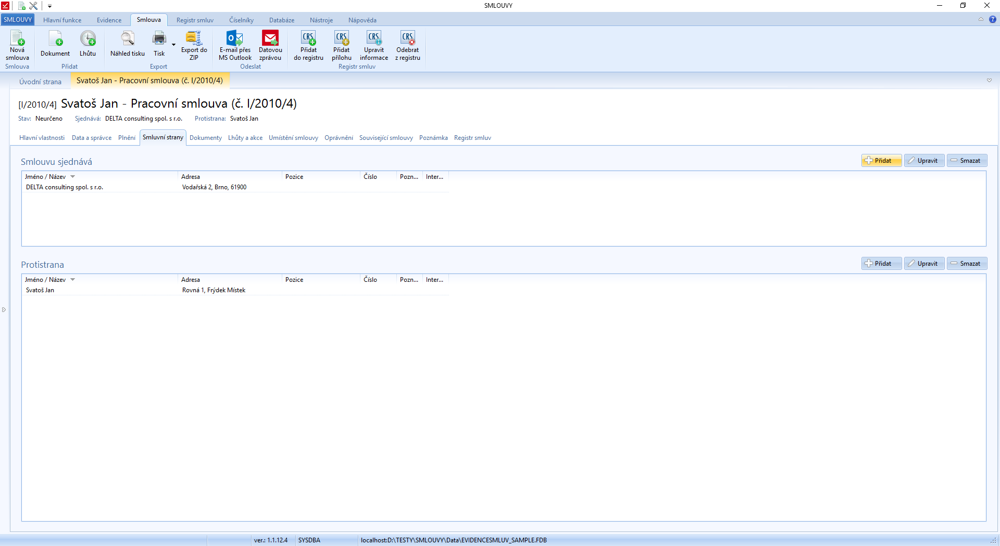 SMLOUVY
SMLOUVY Hlavní funkce Evidence Smlouva Registr smluv Číselníky Databáze Nástroje Nápověda
Nová smlouva Dokument Lhůtu Náhled tisku Tisk Export do ZIP E-mail přes MS Outlook Datovou zprávou CRS Přidat do registru CRS Přidat přílohu CRS Upravit informace CRS Odebrat z registru
Smlouva Přidat Export Odeslat Registr smluv
Úvodní strana Svatoš Jan - Pracovní smlouva (č. I/2010/4)
[I/2010/4] Svatoš Jan - Pracovní smlouva (č. I/2010/4)
Stav: Neurčeno Sjednává: DELTA consulting spol. s r.o. Protistrana: Svatoš Jan
Hlavní vlastnosti Data a správce Plnění Smluvní strany Dokumenty Lhůty a akce Umístění smlouvy Oprávnění Související smlouvy Poznámka Registr smluv
Smlouvu sjednává Přidat Upravit Smazat
Jméno / Název Adresa Pozice Číslo Pozn... Inter...
DELTA consulting spol. s r.o. Vodařská 2, Brno, 61900
Protistrana Přidat Upravit Smazat
Jméno / Název Adresa Pozice Číslo Pozn... Inter...
Svatoš Jan Rovná 1, Frýdek Místek
ver.: 1.1.12.4 SYSDBA localhost:D:\TESTY\SMLOUVY\Data\EVIDENCESMLUV_SAMPLE.FDB